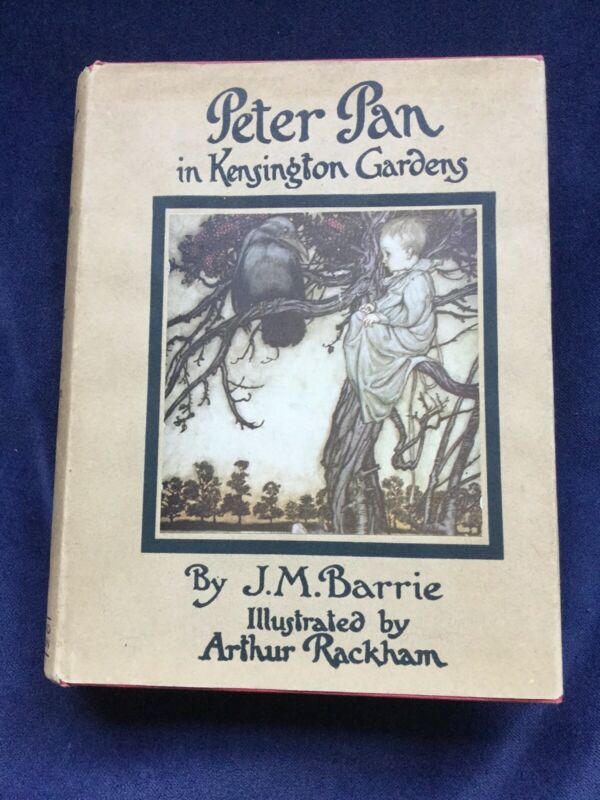 Peter Pan
in Kensington Gardens
By J.M.Barrie
Illustrated by
Arthur Rackham